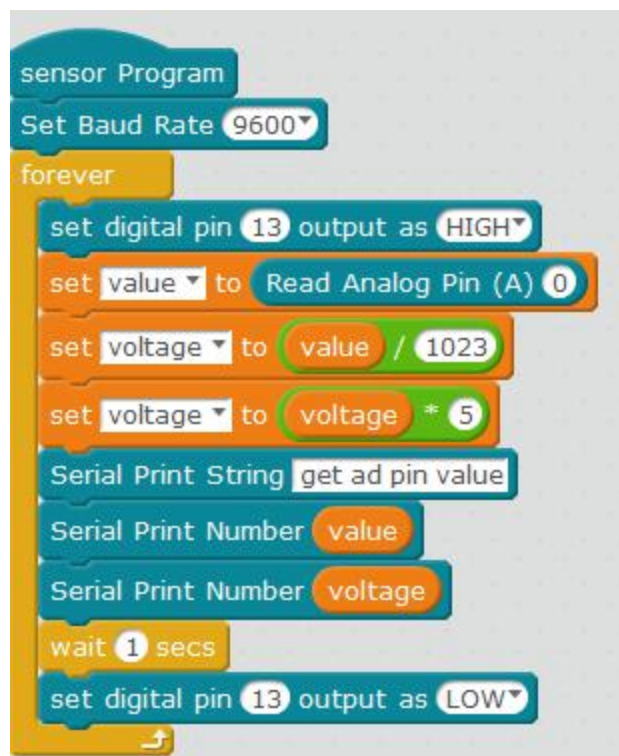 sensor Program
Set Baud Rate 9600
forever
set digital pin 13 output as HIGH
set value to Read Analog Pin (A) 0
set voltage to value / 1023
set voltage to voltage * 5
Serial Print String get ad pin value
Serial Print Number value
Serial Print Number voltage
wait 1 secs
set digital pin 13 output as LOW